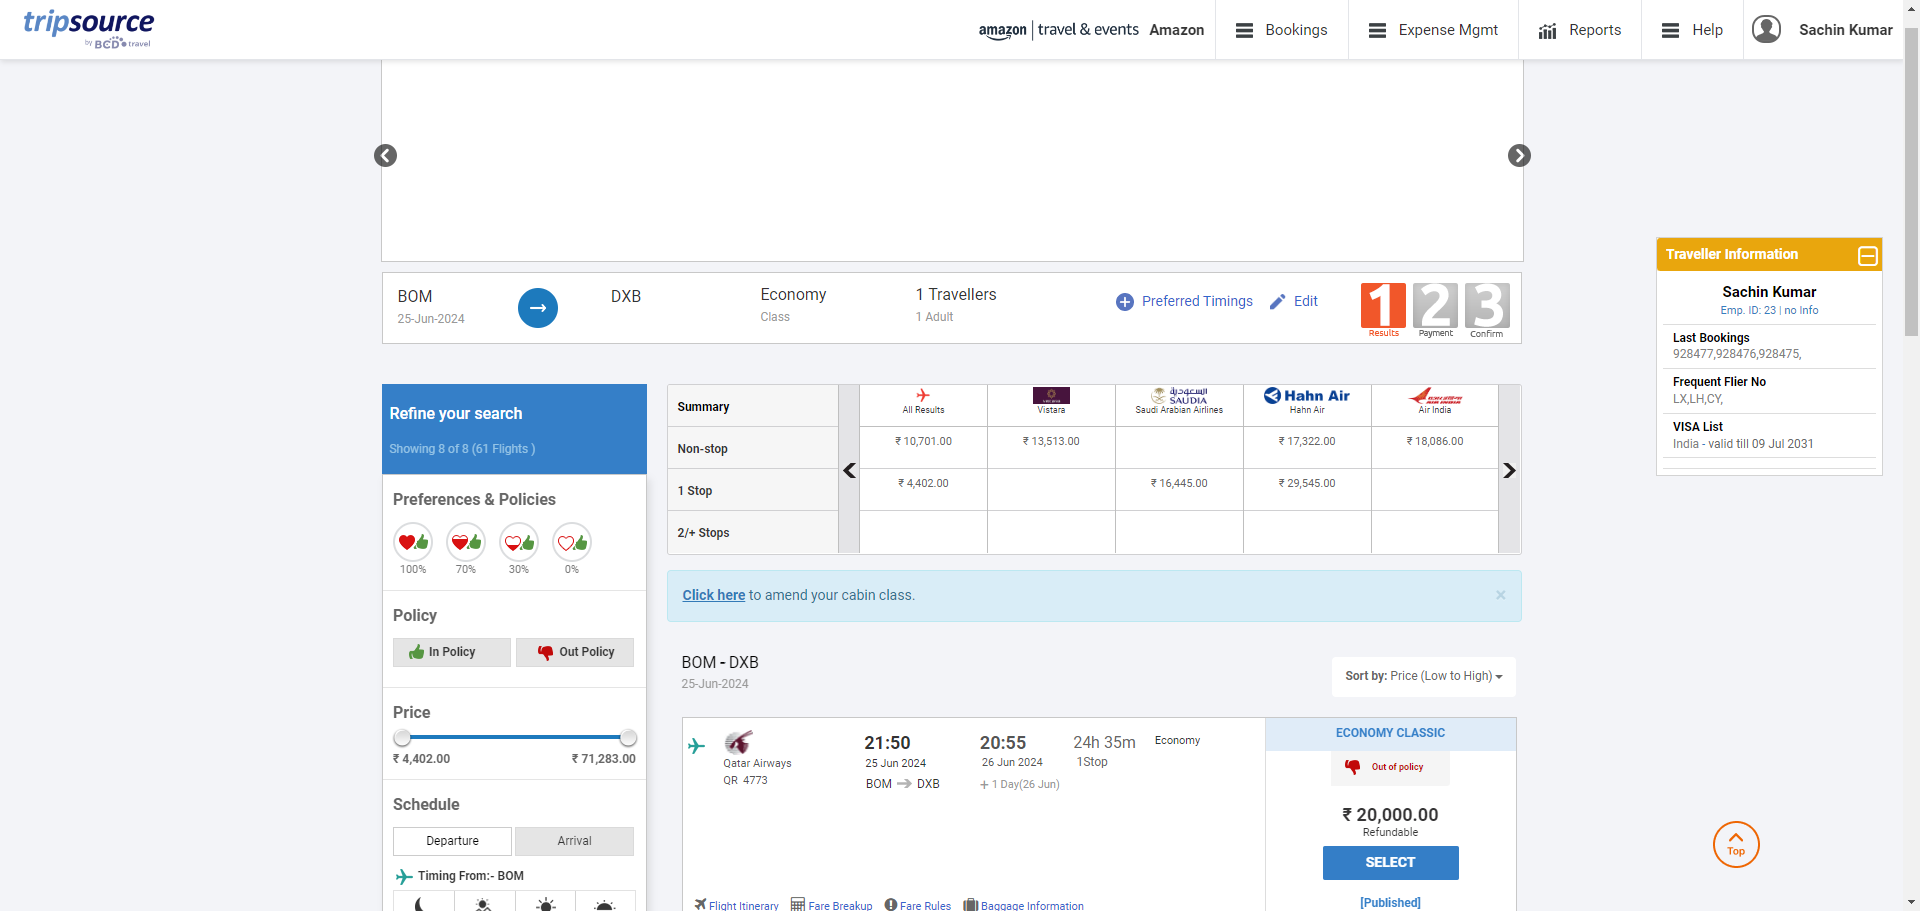 tripsource
by BCD travel
amazon | travel & events Amazon
Bookings
Expense Mgmt
Reports
Help
Sachin Kumar
BOM
25-Jun-2024
DXB
Economy
Class
1 Travellers
1 Adult
Preferred Timings
Edit
1 2 3
Results Payment Confirm
Traveller Information
Sachin Kumar
Emp. ID: 23 | no Info
Last Bookings
928477,928476,928475,
Frequent Flier No
LX,LH,CY,
VISA List
India - valid till 09 Jul 2031
Refine your search
Showing 8 of 8 (61 Flights )
Preferences & Policies
100% 70% 30% 0%
Policy
In Policy Out Policy
Price
₹ 4,402.00 ₹ 71,283.00
Schedule
Departure Arrival
Timing From:- BOM
Summary
All Results
Vistara
السعودية
SAUDIA
Saudi Arabian Airlines
Hahn Air
Hahn Air
AIR INDIA
Air India
Non-stop ₹ 10,701.00 ₹ 13,513.00 ₹ 17,322.00 ₹ 18,086.00
1 Stop ₹ 4,402.00 ₹ 16,445.00 ₹ 29,545.00
2/+ Stops
Click here to amend your cabin class. ×
BOM - DXB
25-Jun-2024
Sort by: Price (Low to High)
Qatar Airways
QR 4773
21:50
25 Jun 2024
BOM DXB
20:55
26 Jun 2024
+ 1 Day(26 Jun)
24h 35m
1Stop
Economy
ECONOMY CLASSIC
Out of policy
₹ 20,000.00
Refundable
SELECT
[Published]
Flight Itinerary Fare Breakup Fare Rules Baggage Information
Top